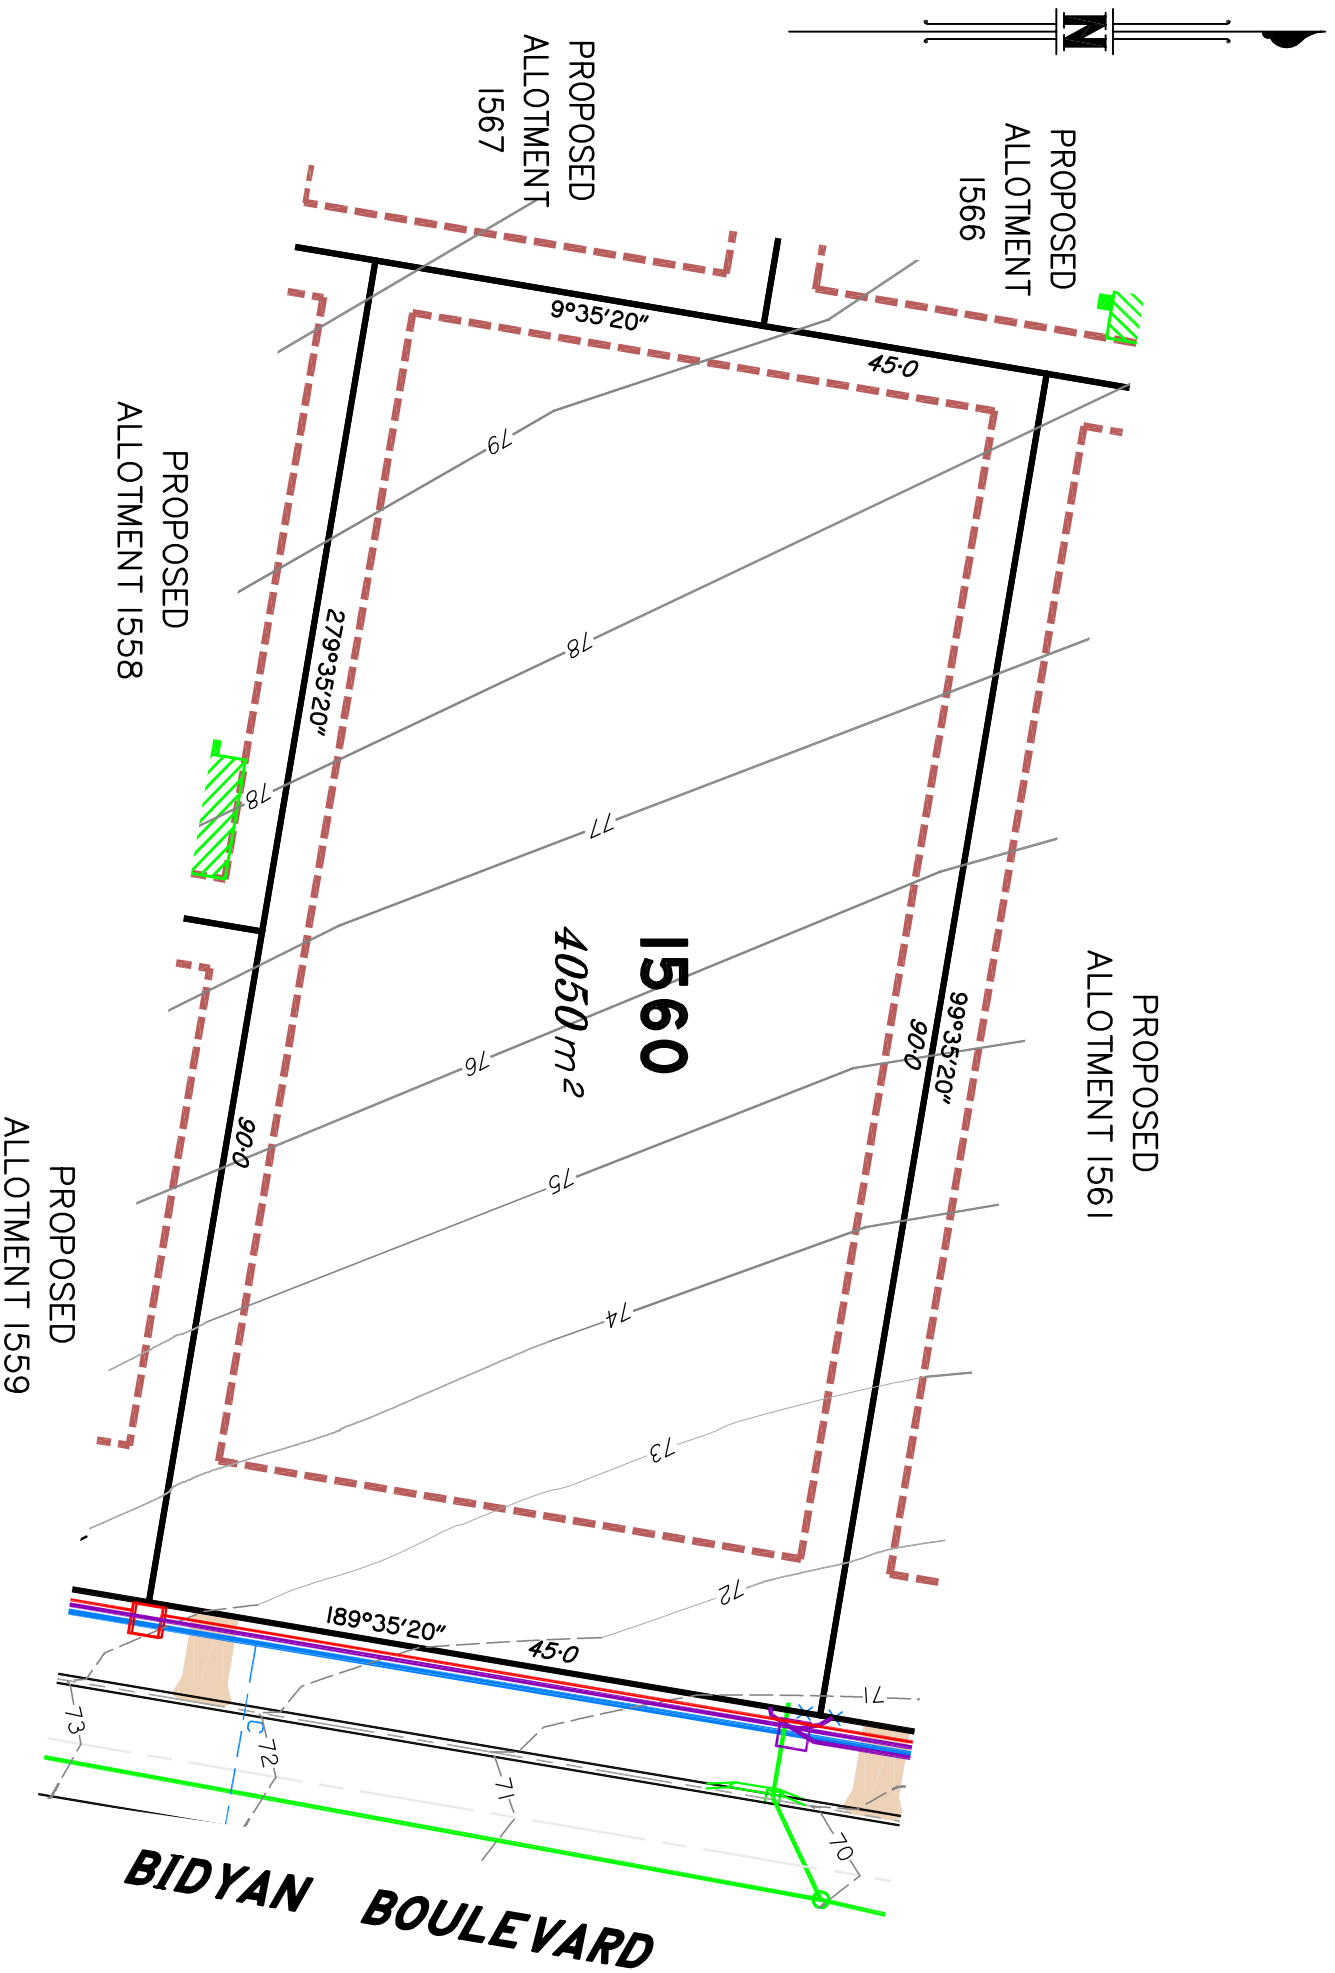 N
PROPOSED
ALLOTMENT
1567
PROPOSED
ALLOTMENT
1566
9°35'20"
45·0
79
PROPOSED
ALLOTMENT 1558
279°35'20"
78
78
77
1560
4050 m²
PROPOSED
ALLOTMENT 1561
99°35'20"
90·0
76
90·0
75
PROPOSED
ALLOTMENT 1559
74
73
72
189°35'20"
45·0
71
73
C
72
71
70
BIDYAN BOULEVARD